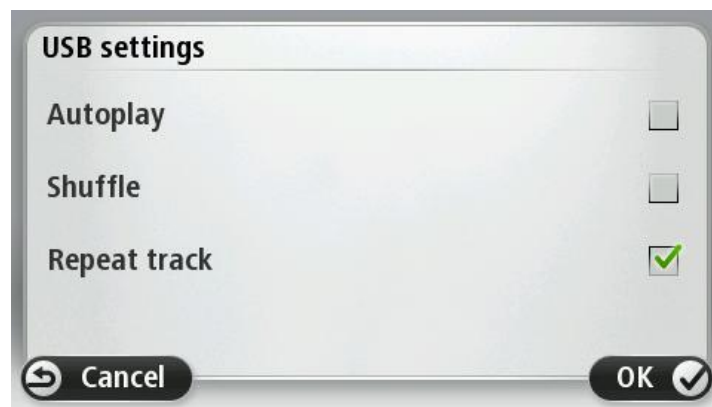 USB settings
Autoplay
Shuffle
Repeat track
Cancel
OK